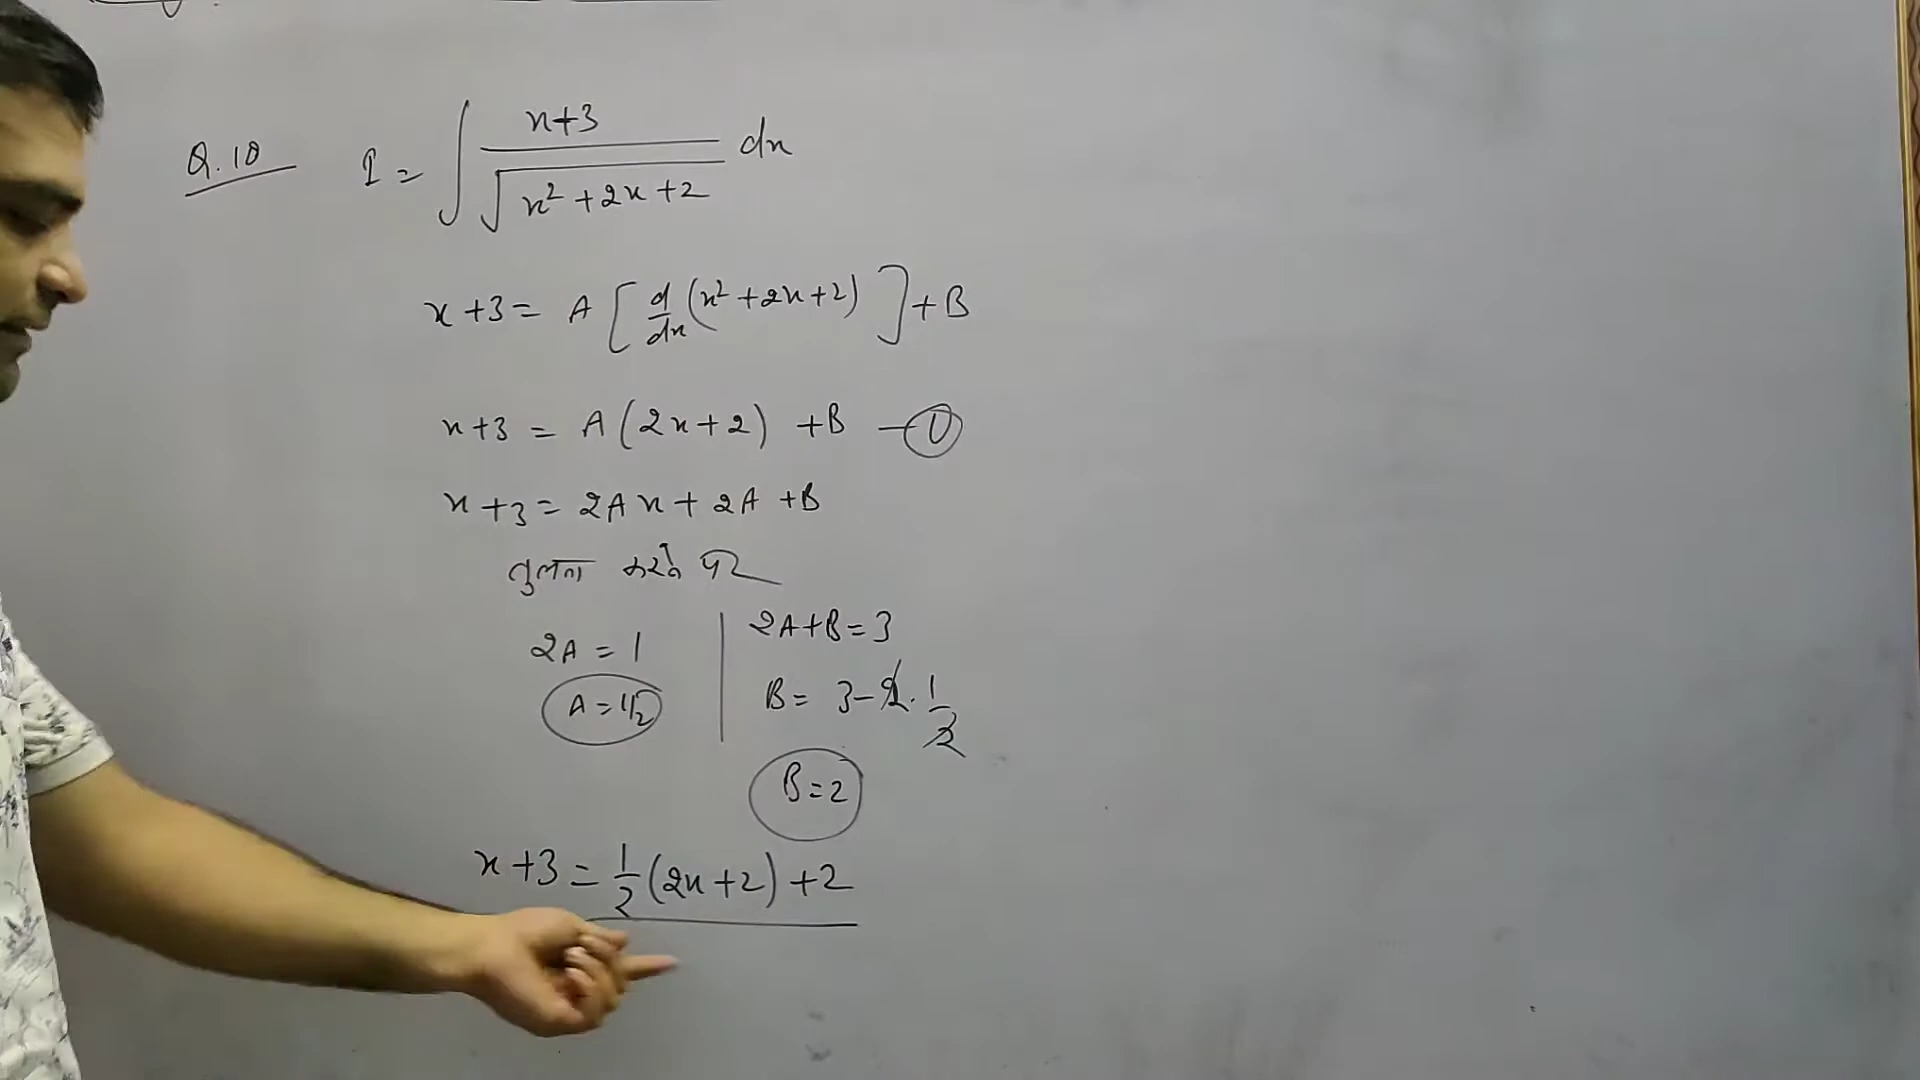 Q.10 I = ∫ x+3 / √(x² + 2x + 2) dx
x + 3 = A [ d/dx (x² + 2x + 2) ] + B
x + 3 = A (2x + 2) + B — ①
x + 3 = 2Ax + 2A + B
तुलना करने पर
2A = 1 | 2A + B = 3
A = 1/2 | B = 3 - 2 · 1/2
B = 2
x + 3 = 1/2 (2x + 2) + 2